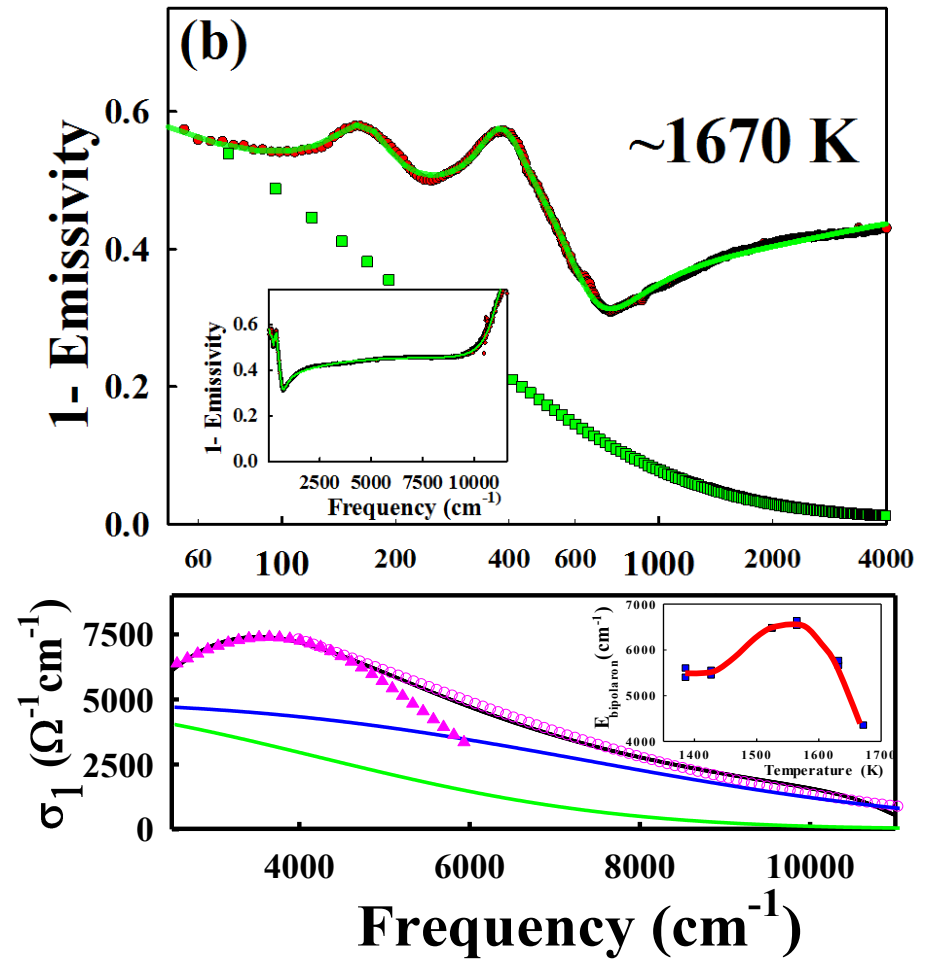 (b)
~1670 K
1- Emissivity
0.6
0.4
0.2
0.0
60 100 200 400 600 1000 2000 4000
1- Emissivity
0.6
0.4
0.2
0.0
2500 5000 7500 10000
Frequency (cm⁻¹)
σ₁ (Ω⁻¹cm⁻¹)
7500
5000
2500
0
4000 6000 8000 10000
Frequency (cm⁻¹)
E bipolaron (cm⁻¹)
7000
6000
5000
4000
1400 1500 1600 1700
Temperature (K)